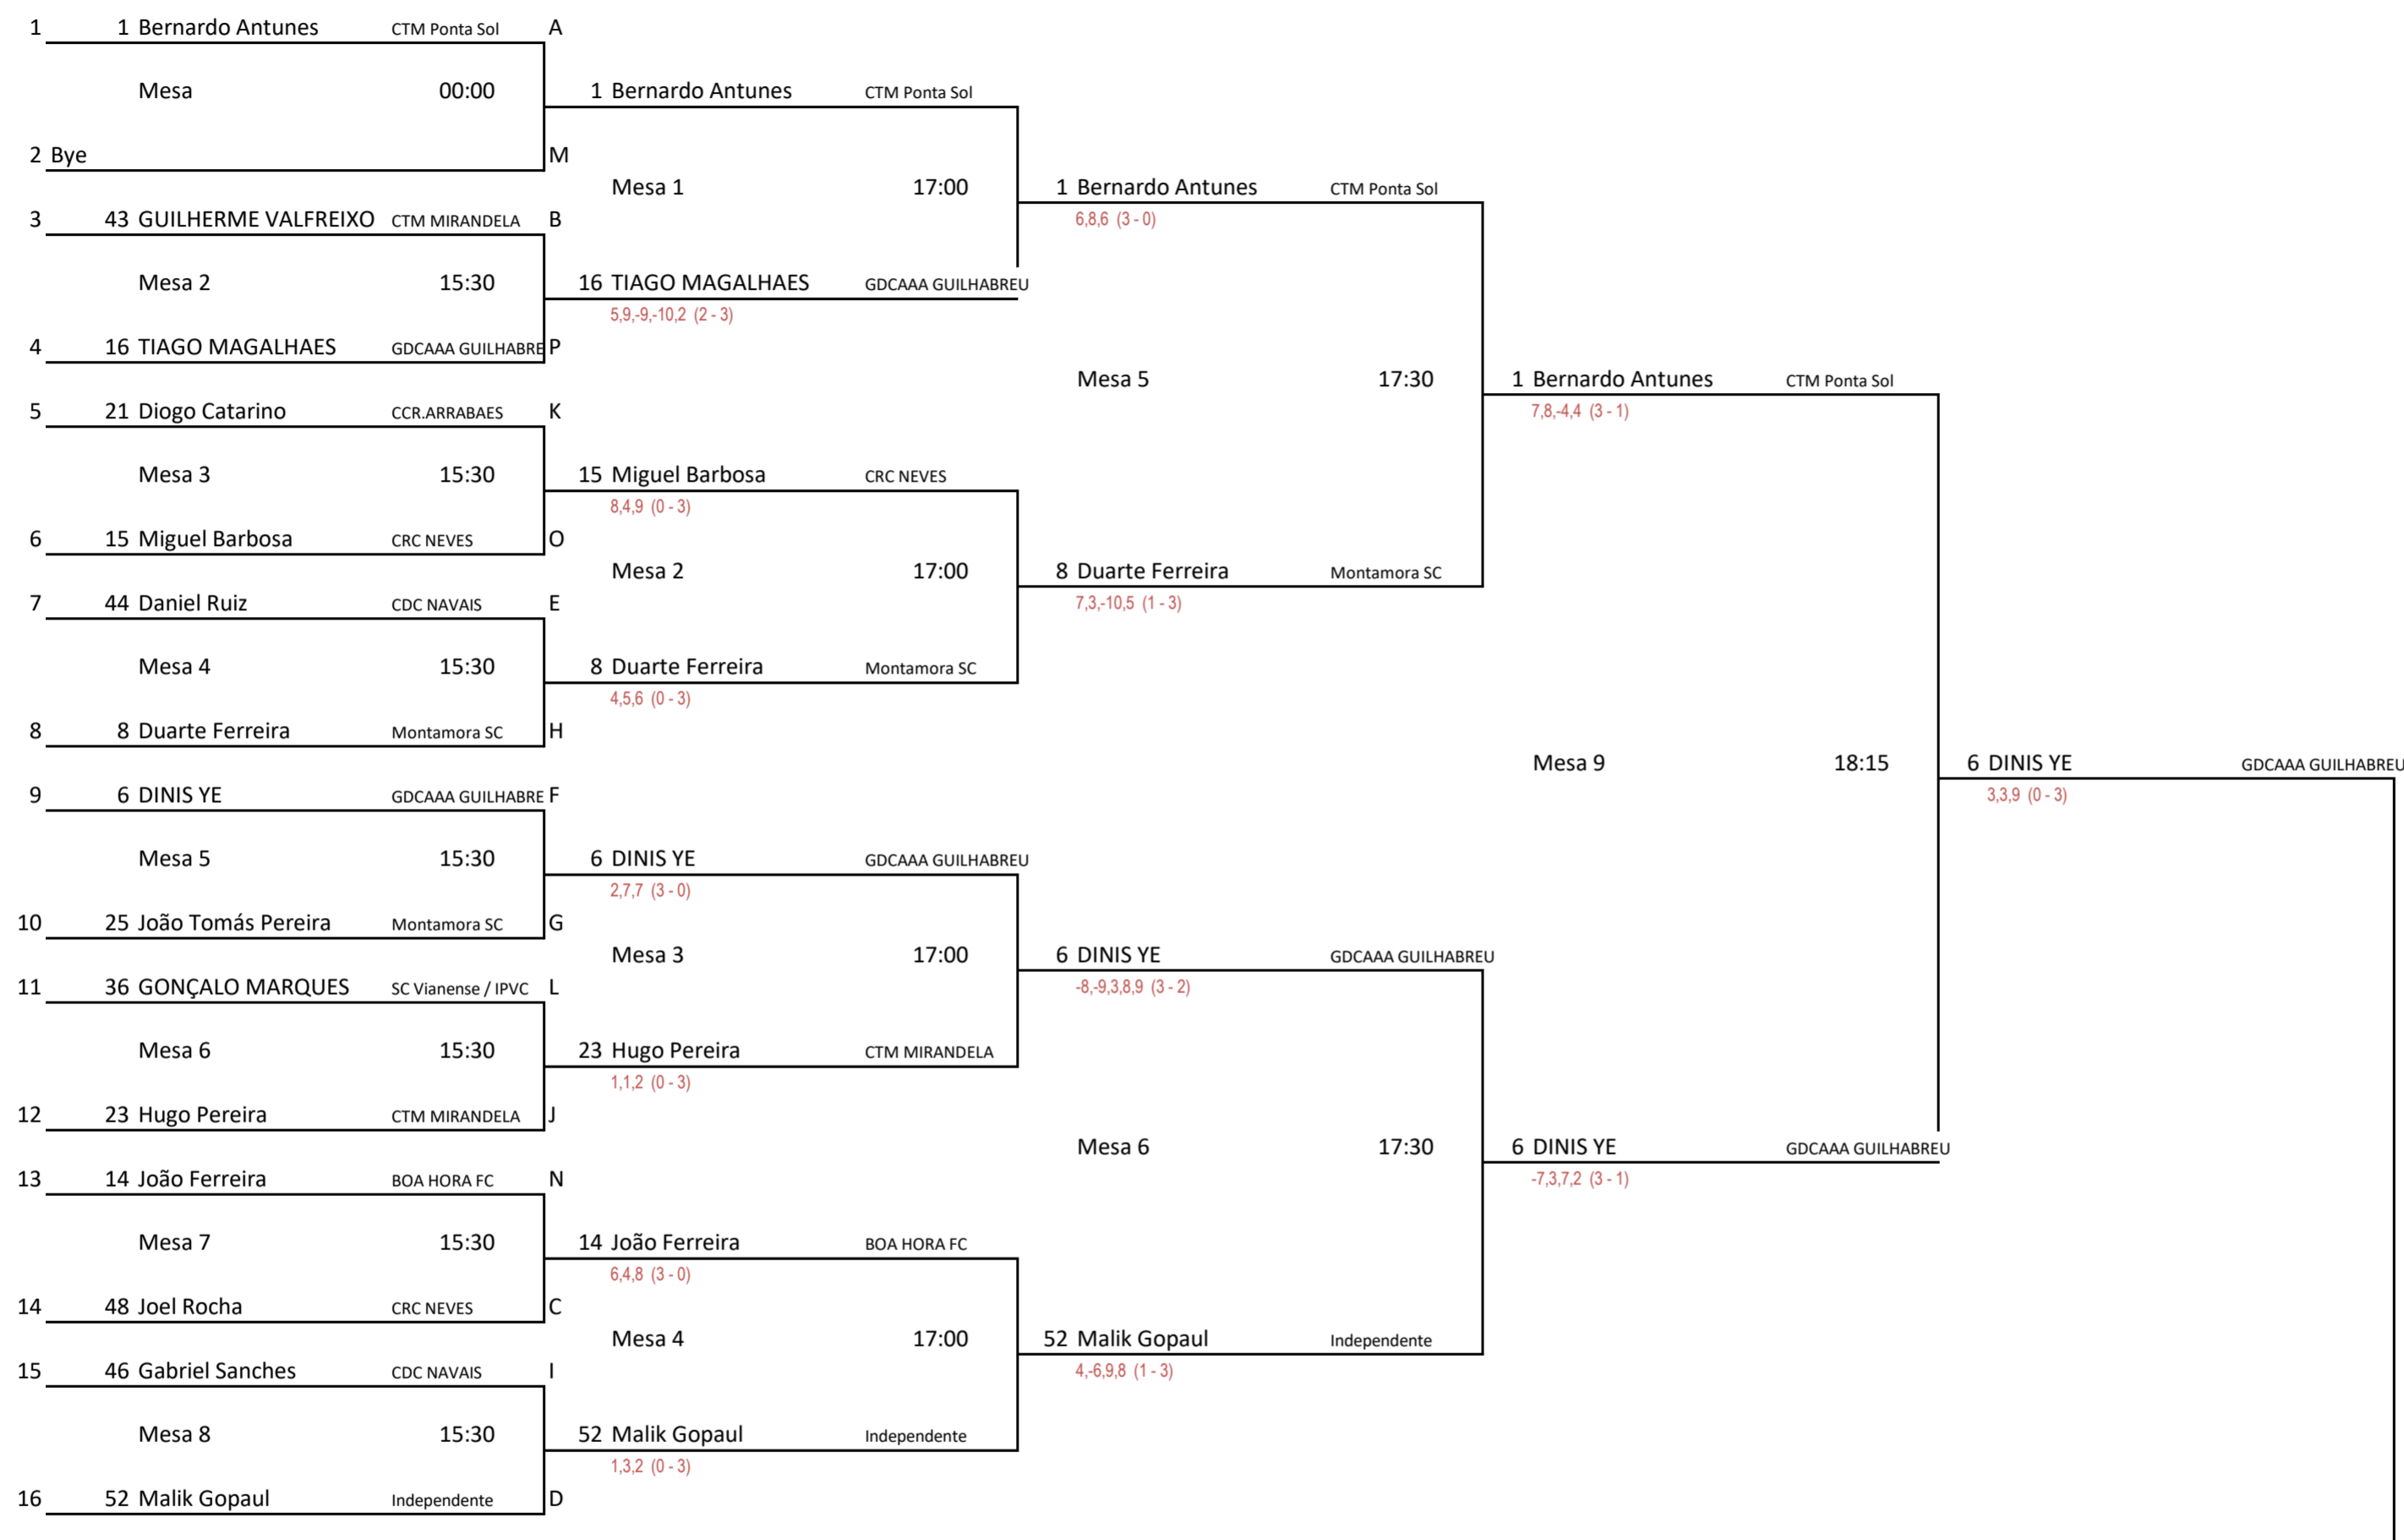 1 1 Bernardo Antunes CTM Ponta Sol A
Mesa 00:00 1 Bernardo Antunes CTM Ponta Sol
2 Bye M
Mesa 1 17:00 1 Bernardo Antunes CTM Ponta Sol
3 43 GUILHERME VALFREIXO CTM MIRANDELA B 6,8,6 (3 - 0)
Mesa 2 15:30 16 TIAGO MAGALHAES GDCAAA GUILHABREU
5,9,-9,-10,2 (2 - 3)
4 16 TIAGO MAGALHAES GDCAAA GUILHABRE P
Mesa 5 17:30 1 Bernardo Antunes CTM Ponta Sol
5 21 Diogo Catarino CCR.ARRABAES K 7,8,-4,4 (3 - 1)
Mesa 3 15:30 15 Miguel Barbosa CRC NEVES
8,4,9 (0 - 3)
6 15 Miguel Barbosa CRC NEVES O
Mesa 2 17:00 8 Duarte Ferreira Montamora SC
7 44 Daniel Ruiz CDC NAVAIS E 7,3,-10,5 (1 - 3)
Mesa 4 15:30 8 Duarte Ferreira Montamora SC
4,5,6 (0 - 3)
8 8 Duarte Ferreira Montamora SC H
Mesa 9 18:15 6 DINIS YE GDCAAA GUILHABREU
9 6 DINIS YE GDCAAA GUILHABRE F 3,3,9 (0 - 3)
Mesa 5 15:30 6 DINIS YE GDCAAA GUILHABREU
2,7,7 (3 - 0)
10 25 João Tomás Pereira Montamora SC G
Mesa 3 17:00 6 DINIS YE GDCAAA GUILHABREU
11 36 GONÇALO MARQUES SC Vianense / IPVC L -8,-9,3,8,9 (3 - 2)
Mesa 6 15:30 23 Hugo Pereira CTM MIRANDELA
1,1,2 (0 - 3)
12 23 Hugo Pereira CTM MIRANDELA J
Mesa 6 17:30 6 DINIS YE GDCAAA GUILHABREU
13 14 João Ferreira BOA HORA FC N -7,3,7,2 (3 - 1)
Mesa 7 15:30 14 João Ferreira BOA HORA FC
6,4,8 (3 - 0)
14 48 Joel Rocha CRC NEVES C
Mesa 4 17:00 52 Malik Gopaul Independente
15 46 Gabriel Sanches CDC NAVAIS I 4,-6,9,8 (1 - 3)
Mesa 8 15:30 52 Malik Gopaul Independente
1,3,2 (0 - 3)
16 52 Malik Gopaul Independente D